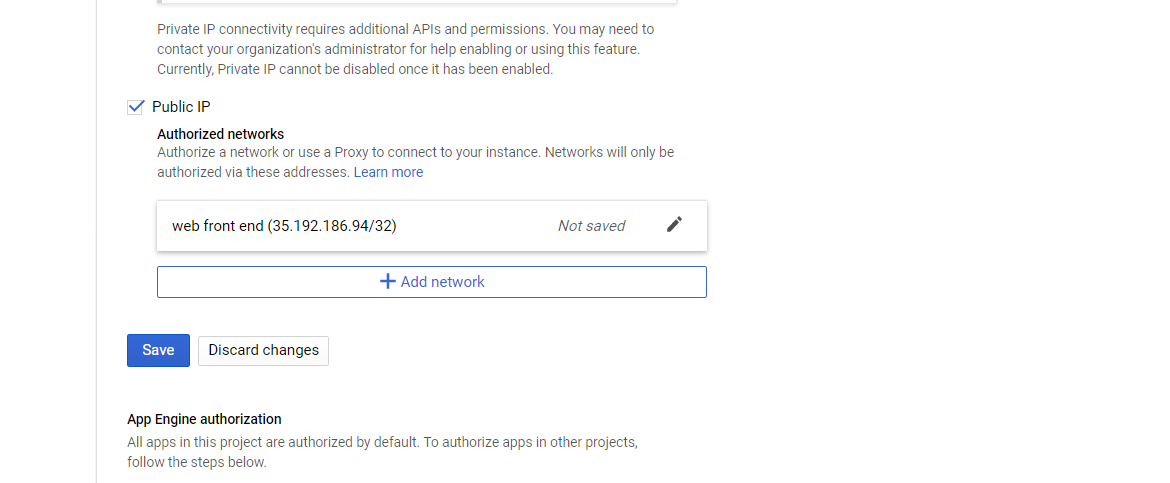 Private IP connectivity requires additional APIs and permissions. You may need to
contact your organization's administrator for help enabling or using this feature.
Currently, Private IP cannot be disabled once it has been enabled.
Public IP
Authorized networks
Authorize a network or use a Proxy to connect to your instance. Networks will only be
authorized via these addresses. Learn more
web front end (35.192.186.94/32) Not saved
Add network
Save Discard changes
App Engine authorization
All apps in this project are authorized by default. To authorize apps in other projects,
follow the steps below.